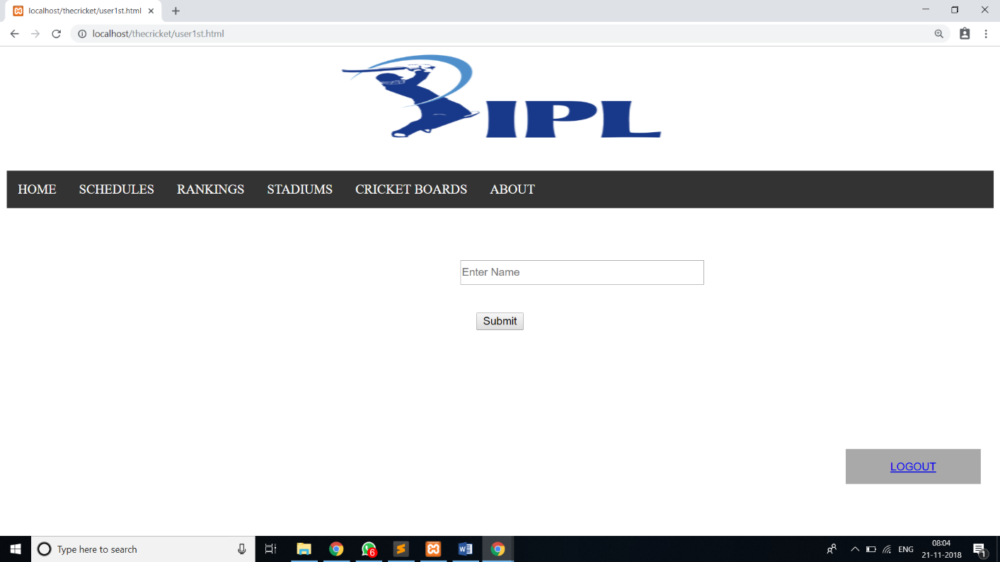 localhost/thecricket/user1st.html
localhost/thecricket/user1st.html
IPL
HOME SCHEDULES RANKINGS STADIUMS CRICKET BOARDS ABOUT
Enter Name
Submit
LOGOUT
Type here to search
6
W
ENG
08:04
21-11-2018
1